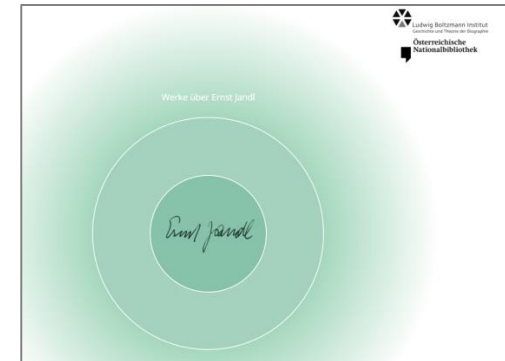 Ludwig Boltzmann Institut
Geschichte und Theorie der Biographie
Österreichische
Nationalbibliothek
Werke über Ernst Jandl
Ernst Jandl